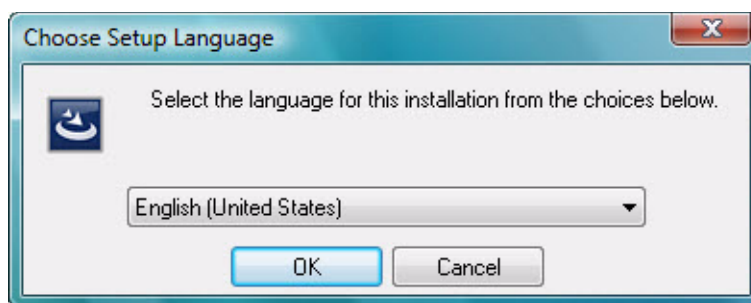 Choose Setup Language
Select the language for this installation from the choices below.
English (United States)
OK
Cancel